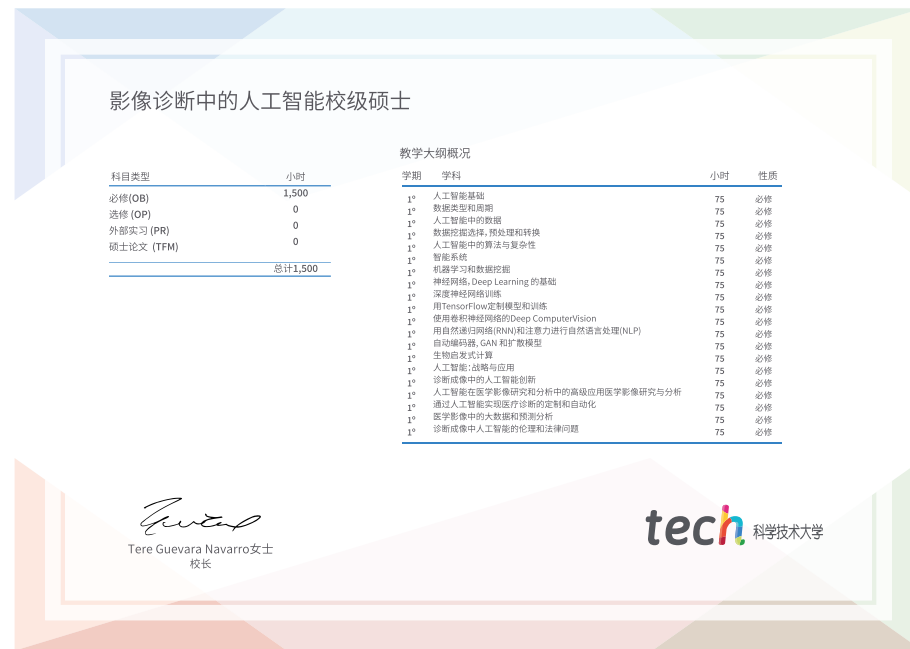 影像诊断中的人工智能校级硕士
科目类型 小时
必修(OB) 1,500
选修 (OP) 0
外部实习 (PR) 0
硕士论文 (TFM) 0
总计1,500
教学大纲概况
学期 学科 小时 性质
1º 人工智能基础 75 必修
1º 数据类型和周期 75 必修
1º 人工智能中的数据 75 必修
1º 数据挖掘选择，预处理和转换 75 必修
1º 人工智能中的算法与复杂性 75 必修
1º 智能系统 75 必修
1º 机器学习和数据挖掘 75 必修
1º 神经网络，Deep Learning 的基础 75 必修
1º 深度神经网络训练 75 必修
1º 用TensorFlow定制模型和训练 75 必修
1º 使用卷积神经网络的Deep ComputerVision 75 必修
1º 用自然递归网络(RNN)和注意力进行自然语言处理(NLP) 75 必修
1º 自动编码器, GAN 和扩散模型 75 必修
1º 生物启发式计算 75 必修
1º 人工智能：战略与应用 75 必修
1º 诊断成像中的人工智能创新 75 必修
1º 人工智能在医学影像研究和分析中的高级应用医学影像研究与分析 75 必修
1º 通过人工智能实现医疗诊断的定制和自动化 75 必修
1º 医学影像中的大数据和预测分析 75 必修
1º 诊断成像中人工智能的伦理和法律问题 75 必修
Tere Guevara Navarro女士
校长
tech 科学技术大学